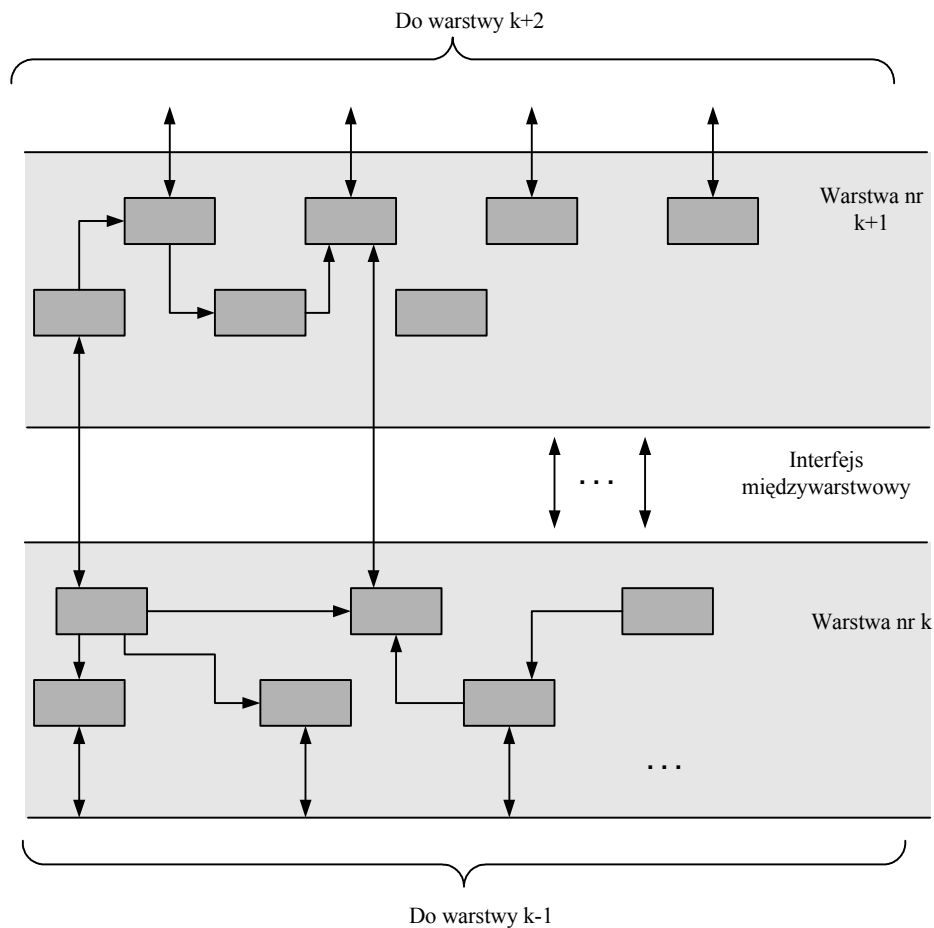 Do warstwy k+2
Warstwa nr
k+1
Interfejs
międzywarstwowy
. . .
Warstwa nr k
. . .
Do warstwy k-1